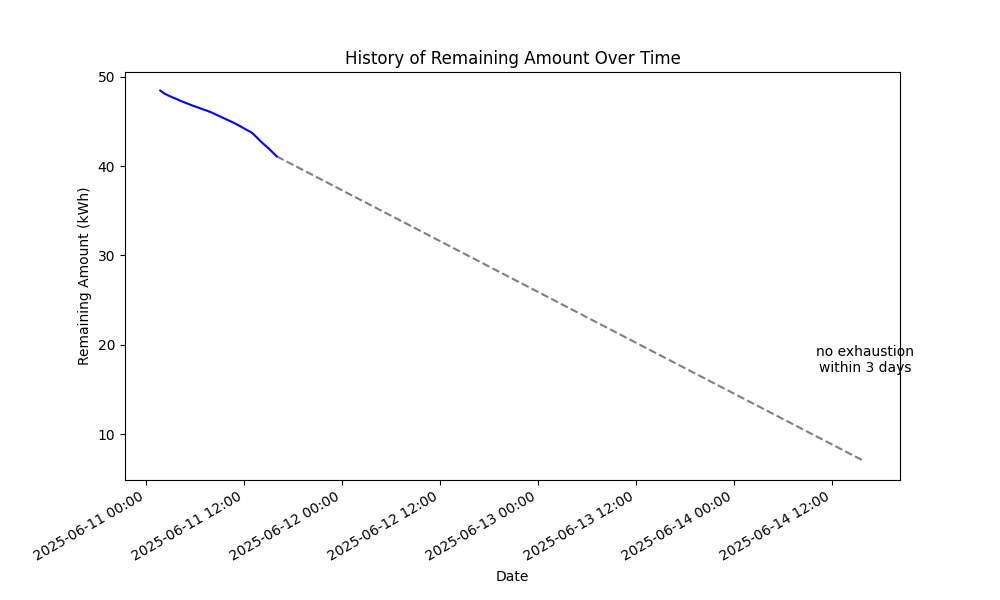 History of Remaining Amount Over Time
Remaining Amount (kWh)
50
40
30
20
10
no exhaustion
within 3 days
2025-06-11 00:00
2025-06-11 12:00
2025-06-12 00:00
2025-06-12 12:00
2025-06-13 00:00
2025-06-13 12:00
2025-06-14 00:00
2025-06-14 12:00
Date